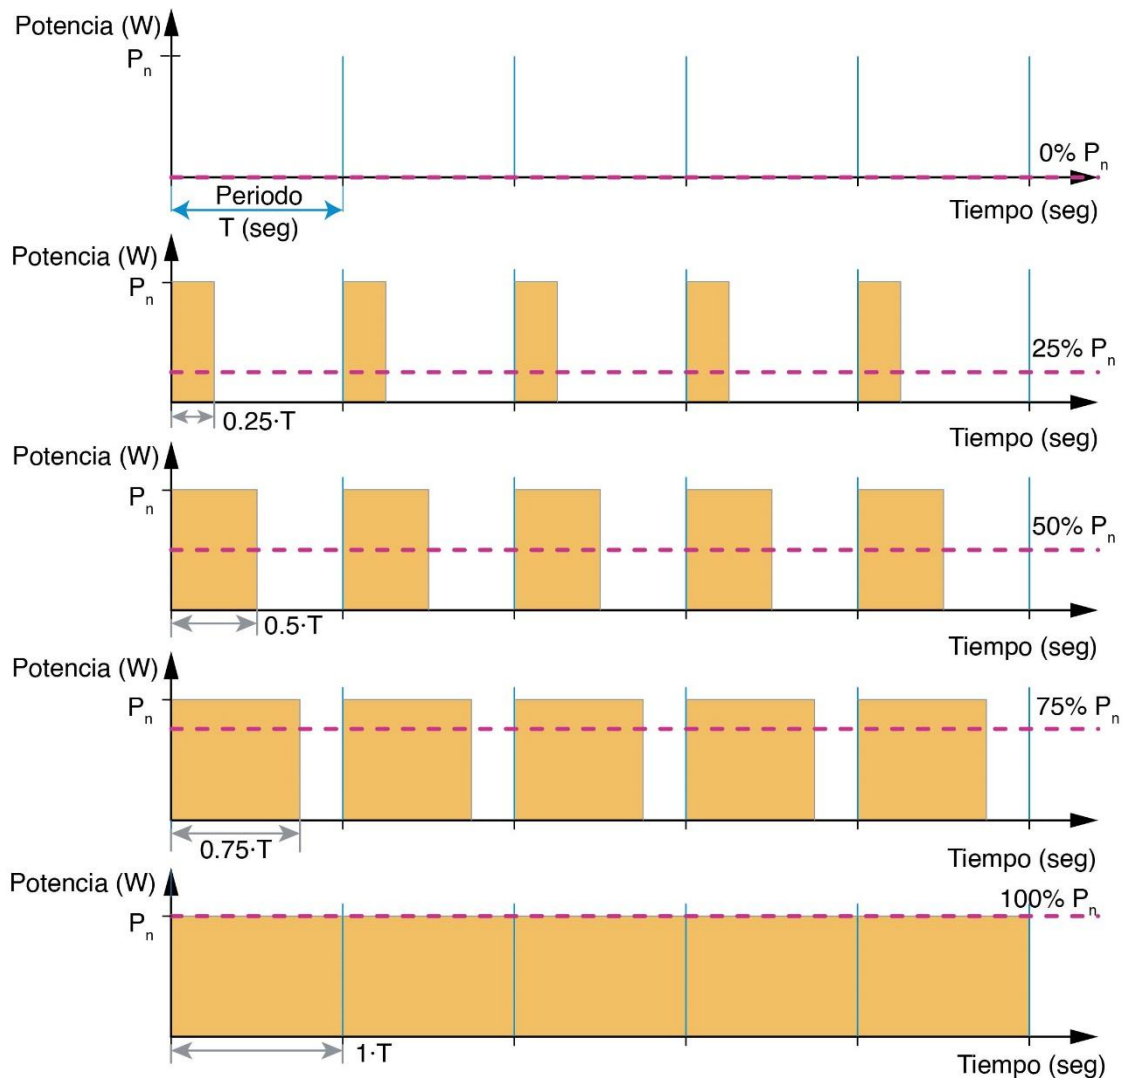 Potencia (W)
Pn
0% Pn
Periodo
T (seg)
Tiempo (seg)
Potencia (W)
Pn
25% Pn
0.25·T
Tiempo (seg)
Potencia (W)
Pn
50% Pn
0.5·T
Tiempo (seg)
Potencia (W)
Pn
75% Pn
0.75·T
Tiempo (seg)
Potencia (W)
Pn
100% Pn
1·T
Tiempo (seg)